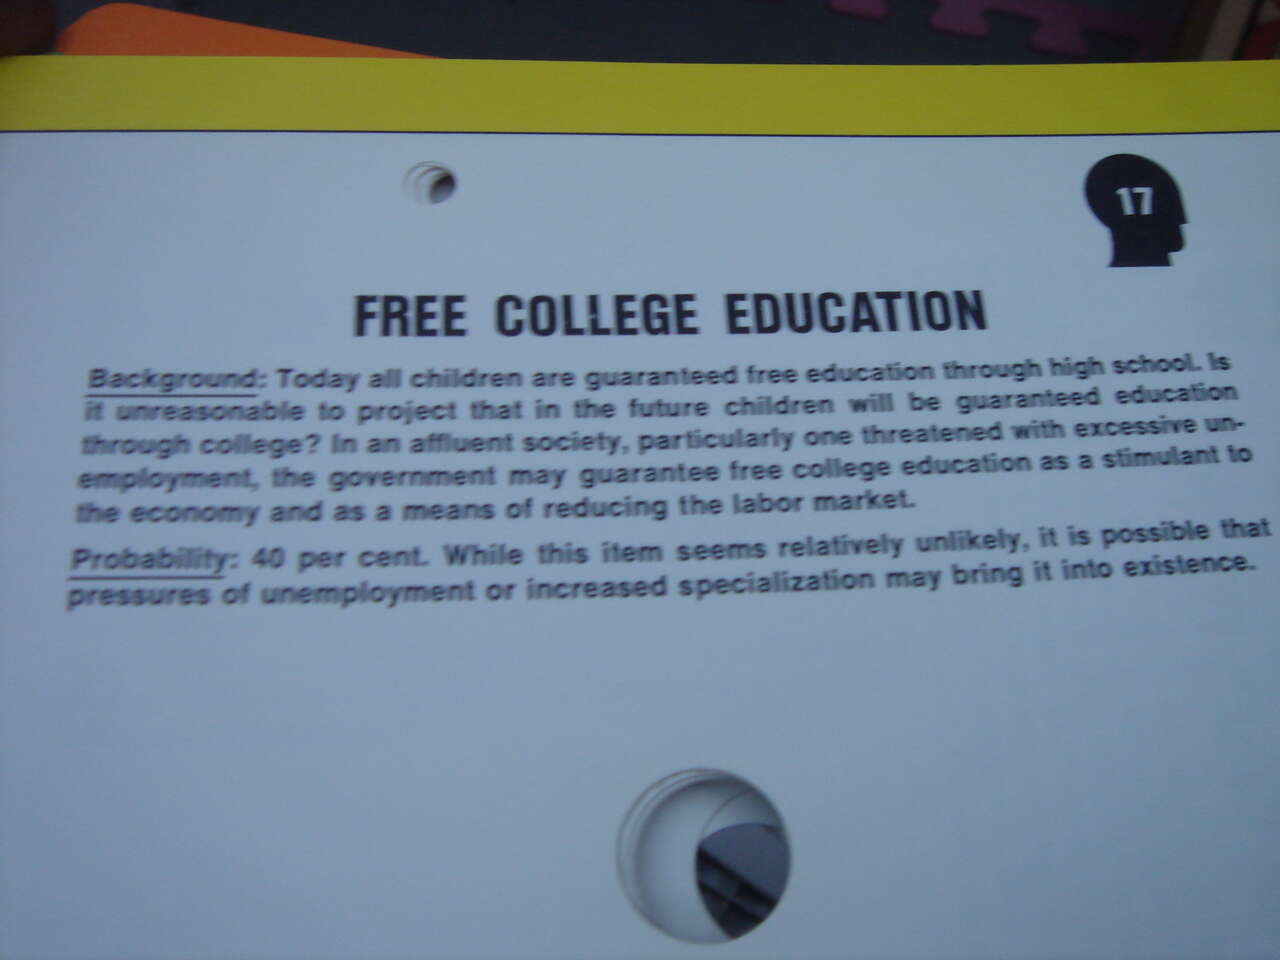 17
FREE COLLEGE EDUCATION
Background: Today all children are guaranteed free education through high school. Is
it unreasonable to project that in the future children will be guaranteed education
through college? In an affluent society, particularly one threatened with excessive un-
employment, the government may guarantee free college education as a stimulant to
the economy and as a means of reducing the labor market.
Probability: 40 per cent. While this item seems relatively unlikely, it is possible that
pressures of unemployment or increased specialization may bring it into existence.